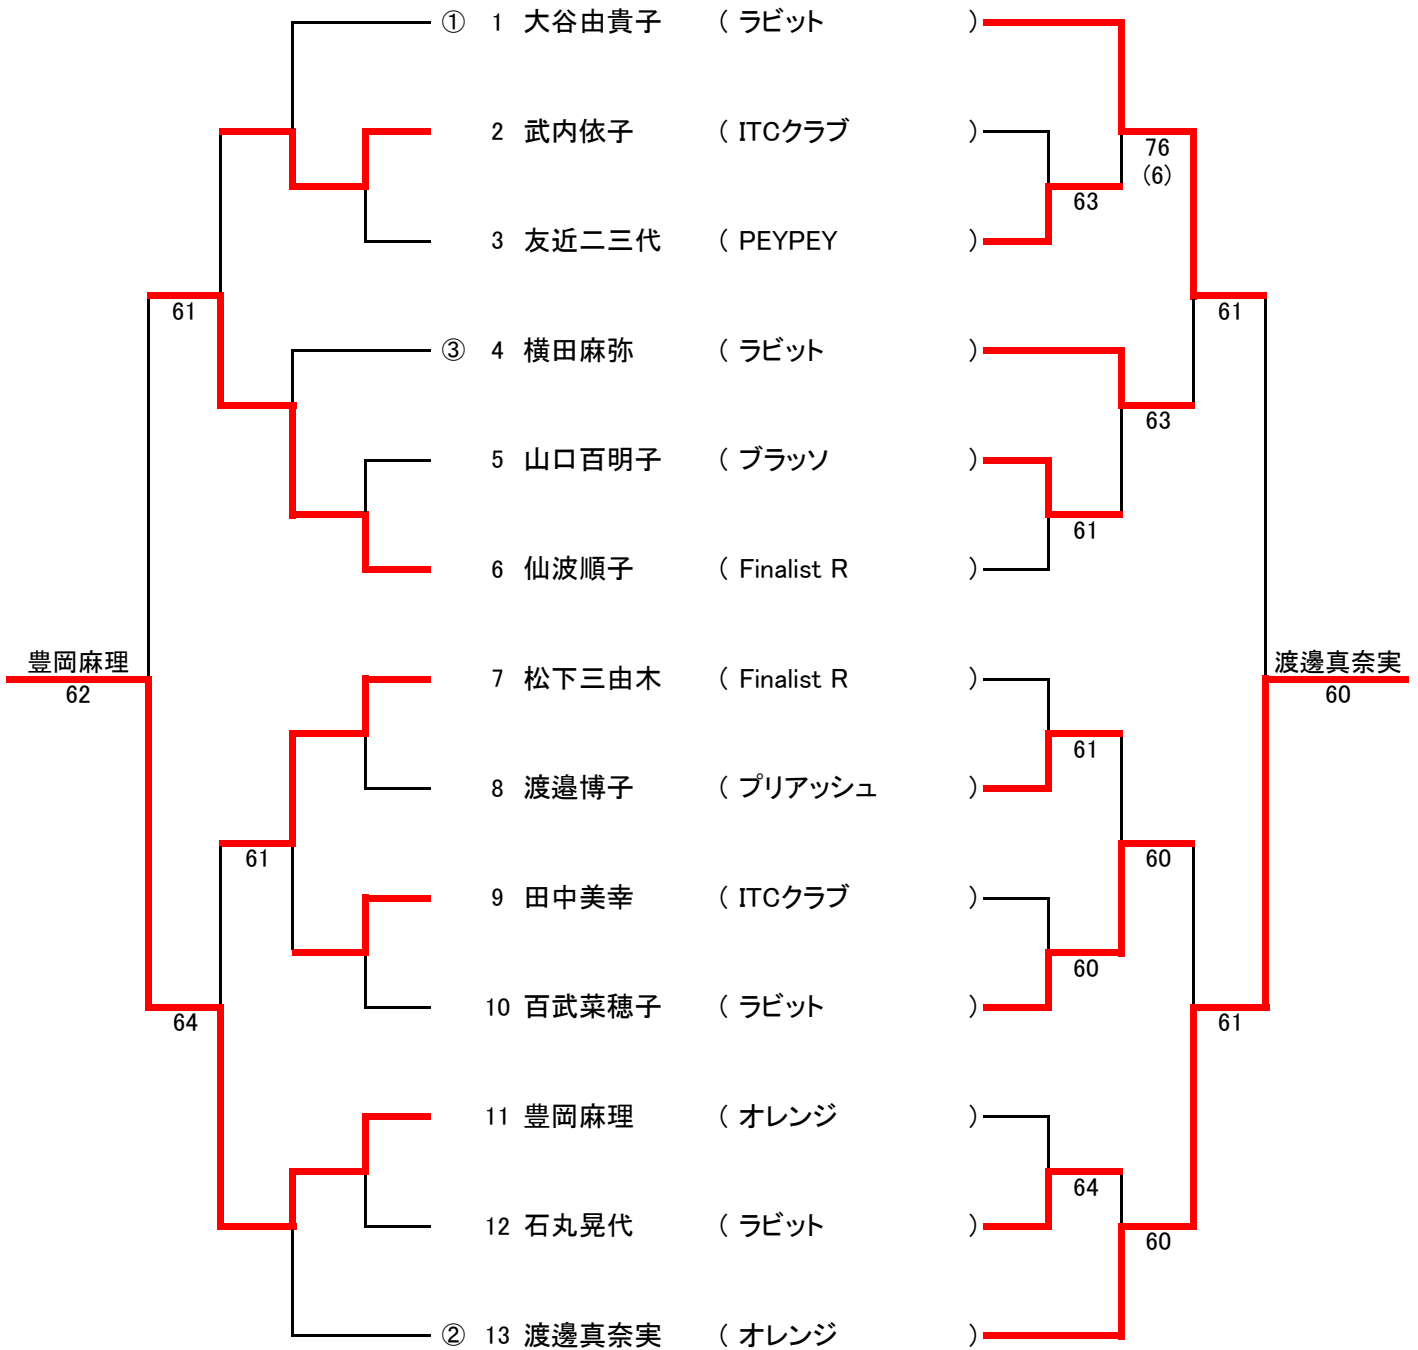 ① 1 大谷由貴子 ( ラビット )
2 武内依子 ( ITCクラブ )
76
(6)
63
3 友近二三代 ( PEYPEY )
61 61
③ 4 横田麻弥 ( ラビット )
63
5 山口百明子 ( ブラッソ )
61
6 仙波順子 ( Finalist R )
豊岡麻理 渡邊真奈実
7 松下三由木 ( Finalist R )
62 60
61
8 渡邉博子 ( プリアッシュ )
61 60
9 田中美幸 ( ITCクラブ )
60
10 百武菜穂子 ( ラビット )
64 61
11 豊岡麻理 ( オレンジ )
64
12 石丸晃代 ( ラビット )
60
② 13 渡邊真奈実 ( オレンジ )